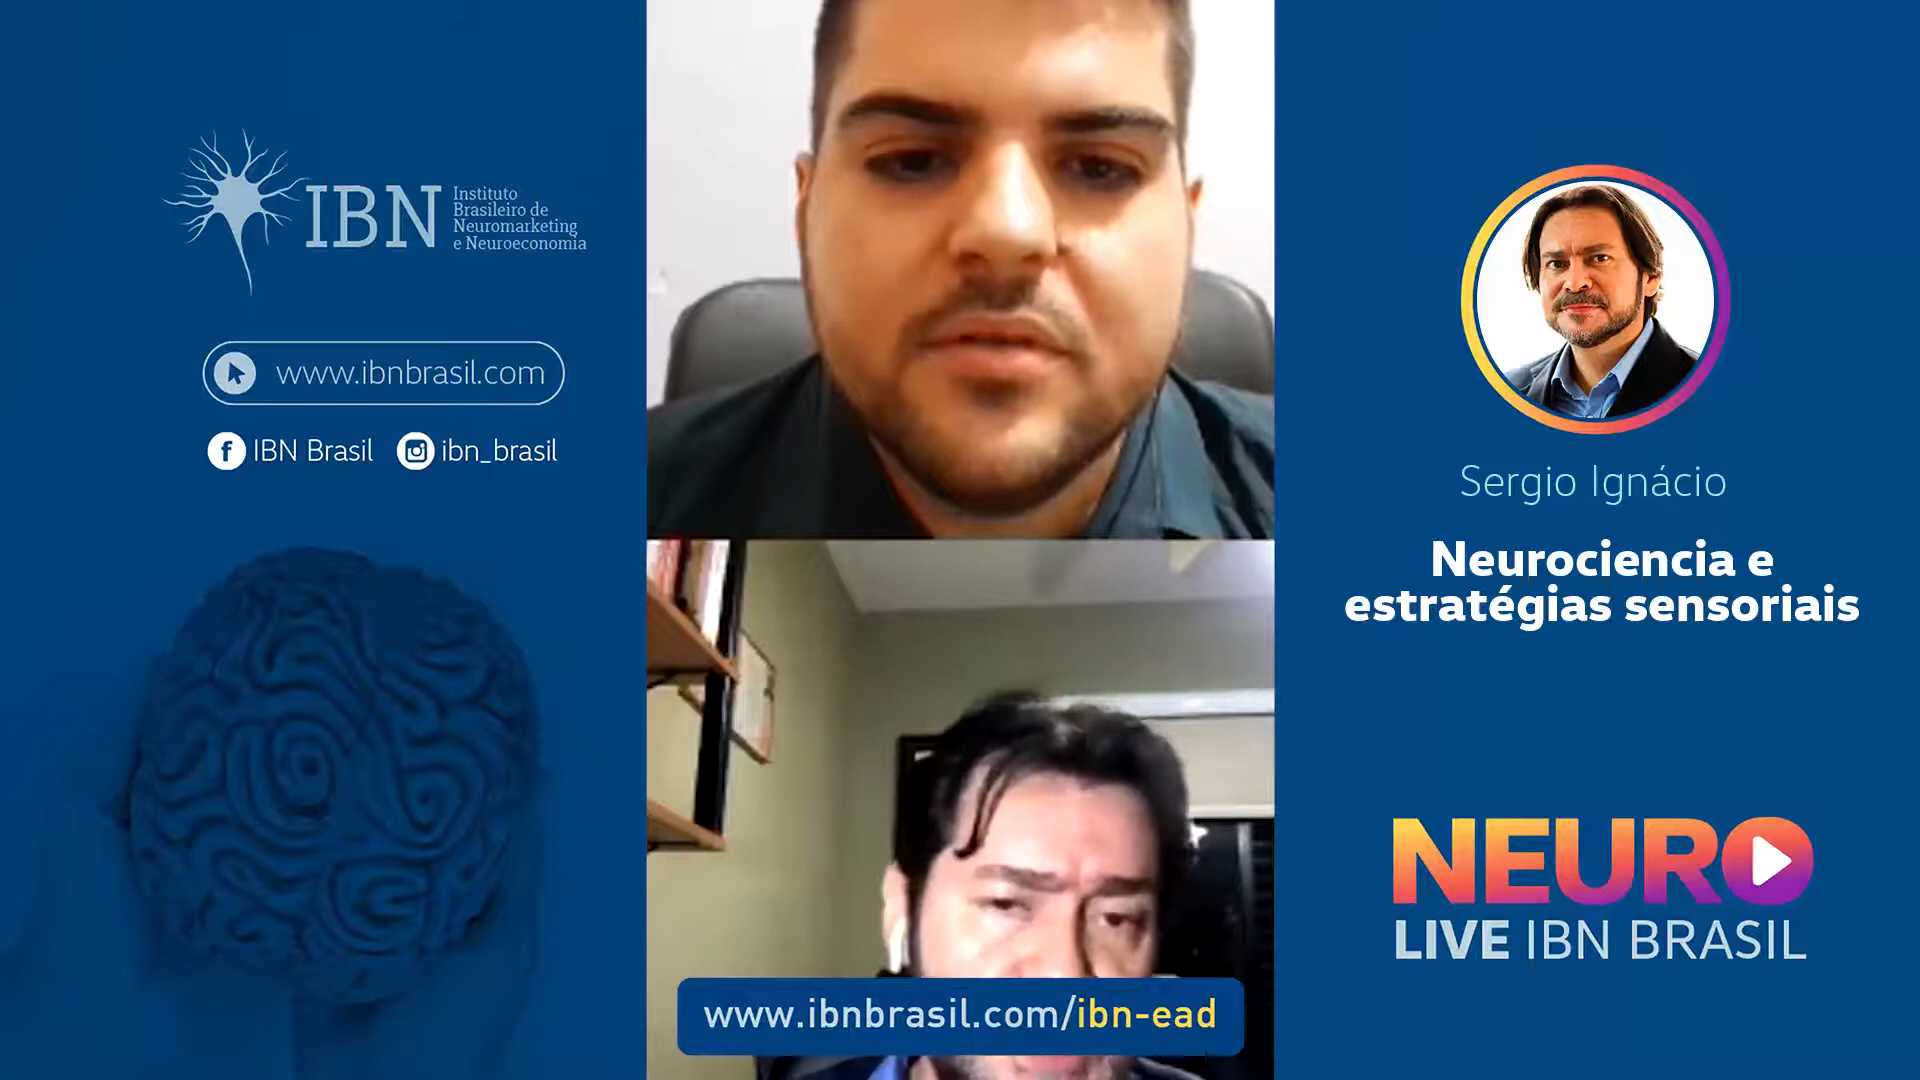 IBN
Instituto
Brasileiro de
Neuromarketing
e Neuroeconomia
www.ibnbrasil.com
f IBN Brasil ibn_brasil
www.ibnbrasil.com/ibn-ead
Sergio Ignácio
Neurociencia e
estratégias sensoriais
NEURO
LIVE IBN BRASIL